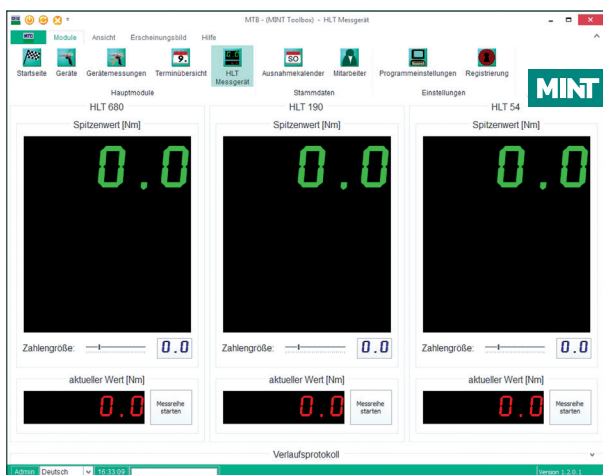 MTB - (MINT Toolbox) - HLT Messgerät
MTB Module Ansicht Erscheinungsbild Hilfe
9. SO
Startseite Geräte Gerätemessungen Terminübersicht HLT Messgerät Ausnahmekalender Mitarbeiter Programmeinstellungen Registrierung
Hauptmodule Stammdaten Einstellungen
MINT
HLT 680 HLT 190 HLT 54
Spitzenwert [Nm] Spitzenwert [Nm] Spitzenwert [Nm]
0.0 0.0 0.0
Zahlengröße: 0.0 Zahlengröße: 0.0 Zahlengröße: 0.0
aktueller Wert [Nm] aktueller Wert [Nm] aktueller Wert [Nm]
0.0 Messreihe starten 0.0 Messreihe starten 0.0 Messreihe starten
Verlaufsprotokoll
Admin Deutsch 16:33:09 Version 1.2.0.1